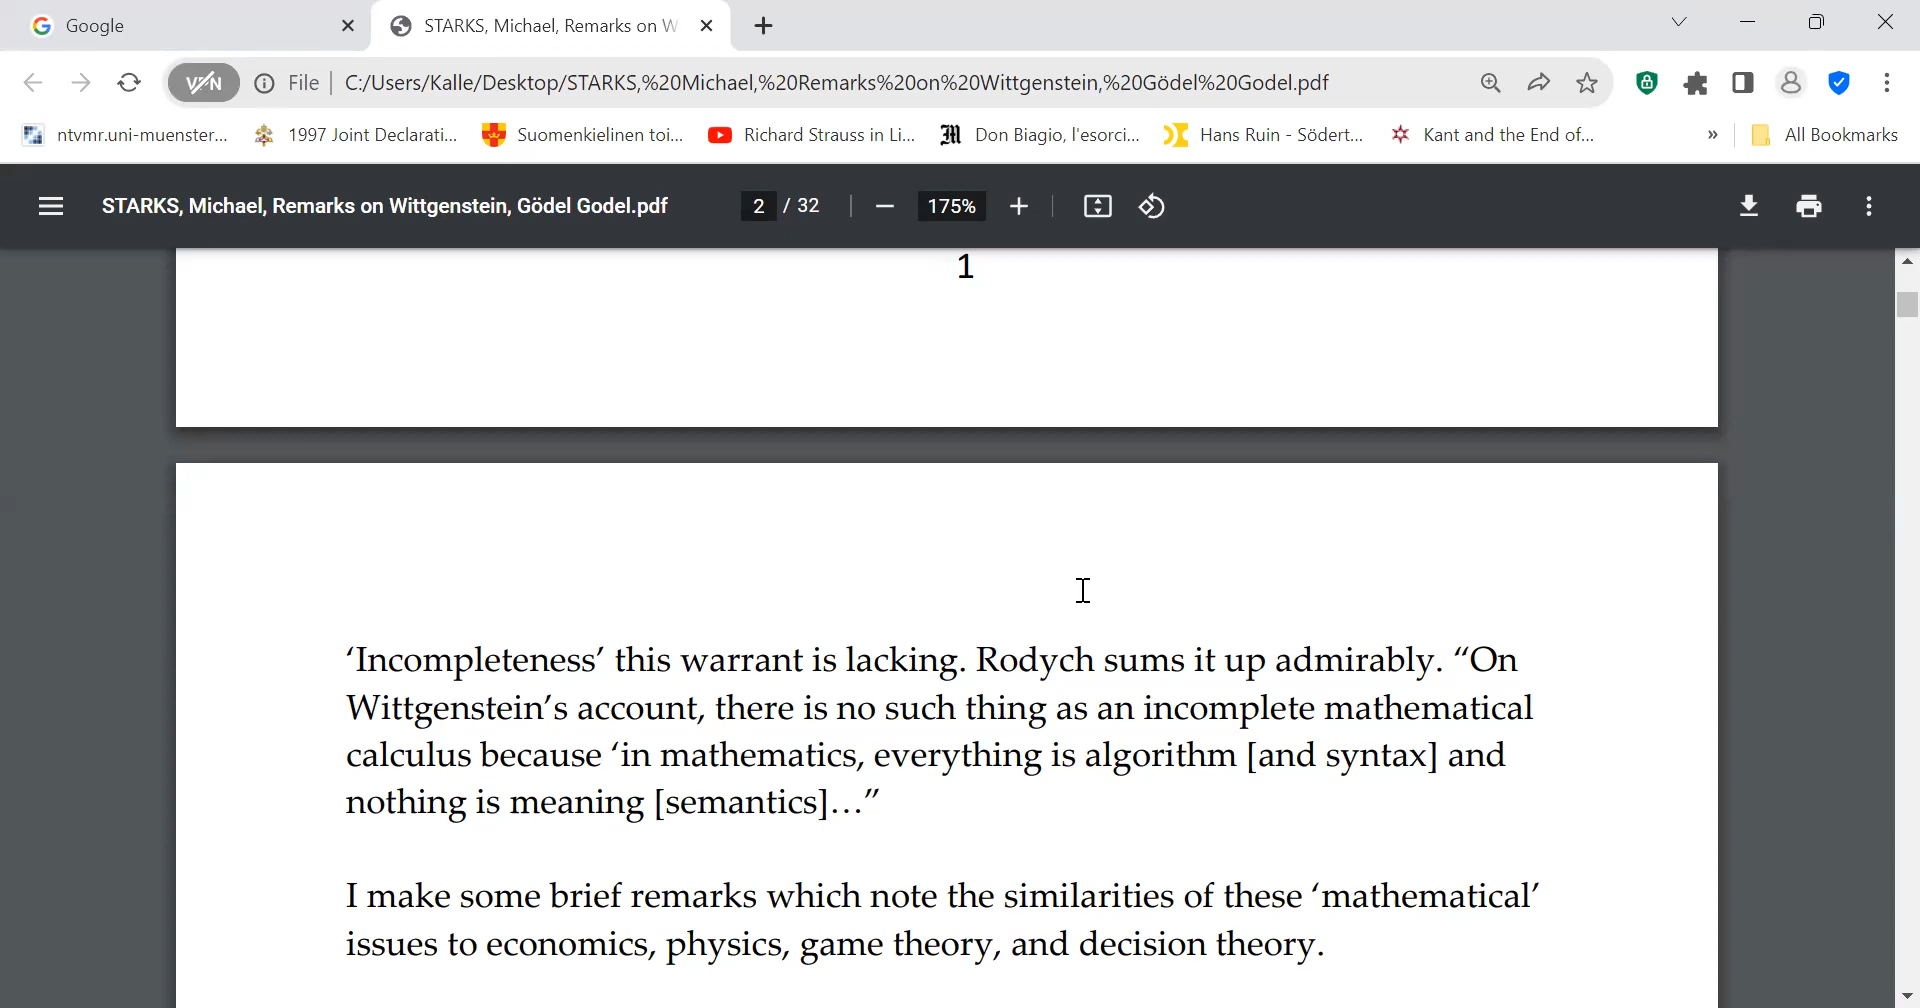 Google
STARKS, Michael, Remarks on W
VPN
File
C:/Users/Kalle/Desktop/STARKS,%20Michael,%20Remarks%20on%20Wittgenstein,%20Gödel%20Godel.pdf
ntvmr.uni-muenster...
1997 Joint Declarati...
Suomenkielinen toi...
Richard Strauss in Li...
Don Biagio, l'esorci...
Hans Ruin - Södert...
Kant and the End of...
»
All Bookmarks
STARKS, Michael, Remarks on Wittgenstein, Gödel Godel.pdf
2 / 32
175%
1
‘Incompleteness’ this warrant is lacking. Rodych sums it up admirably. “On
Wittgenstein’s account, there is no such thing as an incomplete mathematical
calculus because ‘in mathematics, everything is algorithm [and syntax] and
nothing is meaning [semantics]…”
I make some brief remarks which note the similarities of these ‘mathematical’
issues to economics, physics, game theory, and decision theory.